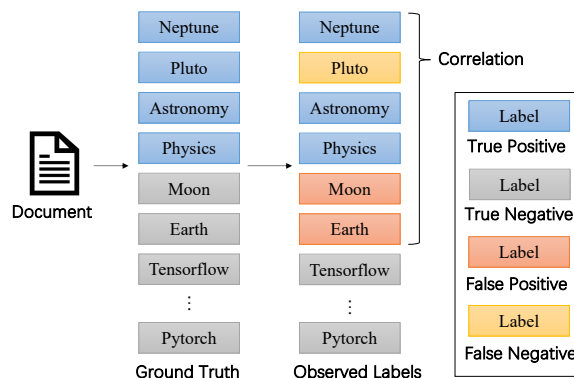 Document
Neptune
Pluto
Astronomy
Physics
Moon
Earth
Tensorflow
⋮
Pytorch
Ground Truth
Neptune
Pluto
Astronomy
Physics
Moon
Earth
Tensorflow
⋮
Pytorch
Observed Labels
Correlation
Label
True Positive
Label
True Negative
Label
False Positive
Label
False Negative